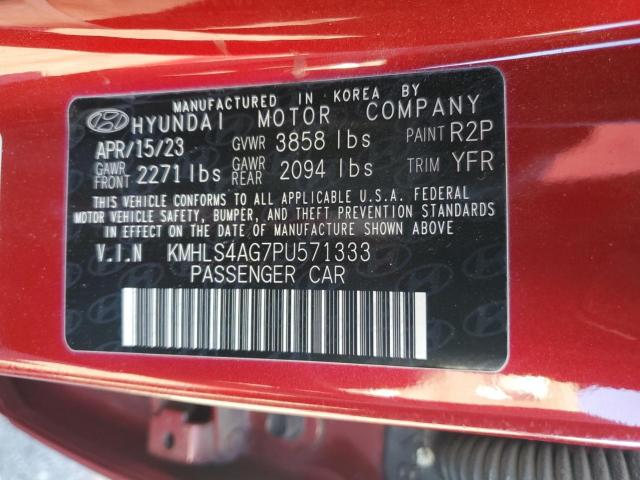 MANUFACTURED IN KOREA BY
HYUNDAI MOTOR COMPANY
APR/15/23 GVWR 3858 lbs PAINT R2P
GAWR FRONT 2271 lbs GAWR REAR 2094 lbs TRIM YFR
THIS VEHICLE CONFORMS TO ALL APPLICABLE U.S.A. FEDERAL
MOTOR VEHICLE SAFETY, BUMPER, AND THEFT PREVENTION STANDARDS
IN EFFECT ON THE DATE OF MANUFACTURE SHOWN ABOVE
V.I.N KMHLS4AG7PU571333
PASSENGER CAR